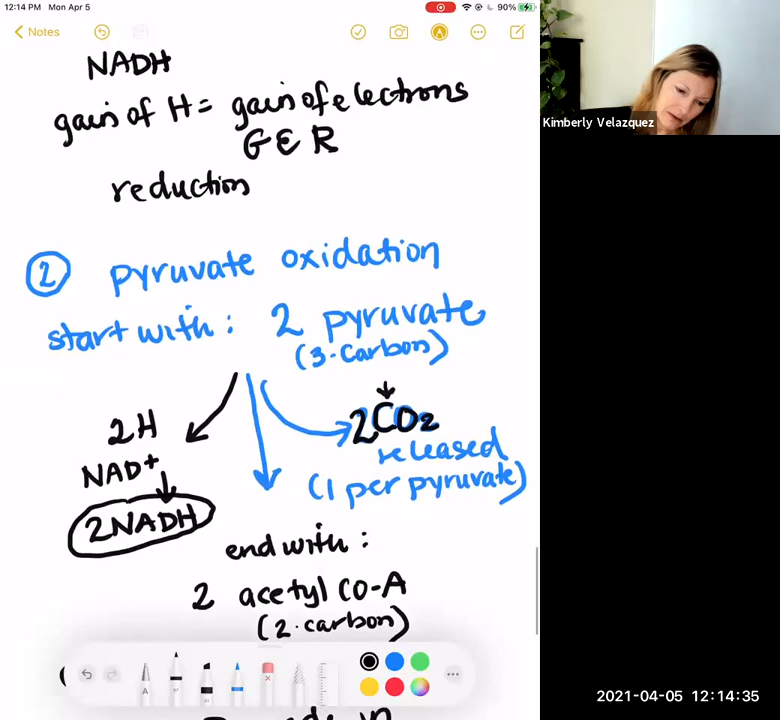 12:14 PM Mon Apr 5
90%
Notes
NADH
gain of H = gain of electrons
GER
reduction
2 pyruvate oxidation
start with: 2 pyruvate
(3-carbon)
2H
2CO2
NAD+
released
(1 per pyruvate)
2NADH
end with:
2 acetyl CO-A
(2-carbon)
A
Kimberly Velazquez
2021-04-05 12:14:35